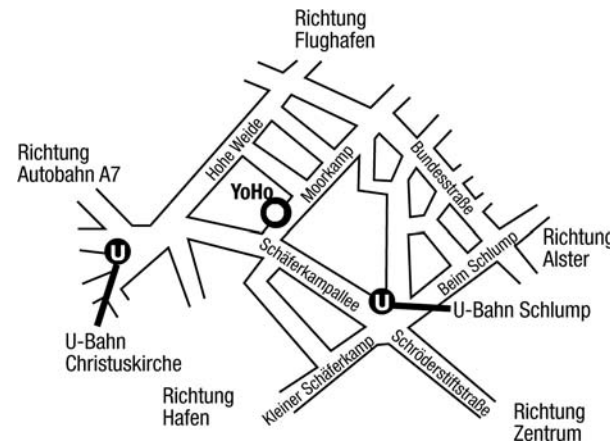 Richtung
Flughafen
Richtung
Autobahn A7
Hohe Weide
Moorkamp
Bundesstraße
YoHo
U
Schäferkampallee
Beim Schlump
Richtung
Alster
U
U-Bahn Schlump
U-Bahn
Christuskirche
Richtung
Hafen
Kleiner Schäferkamp
Schröderstiftstraße
Richtung
Zentrum